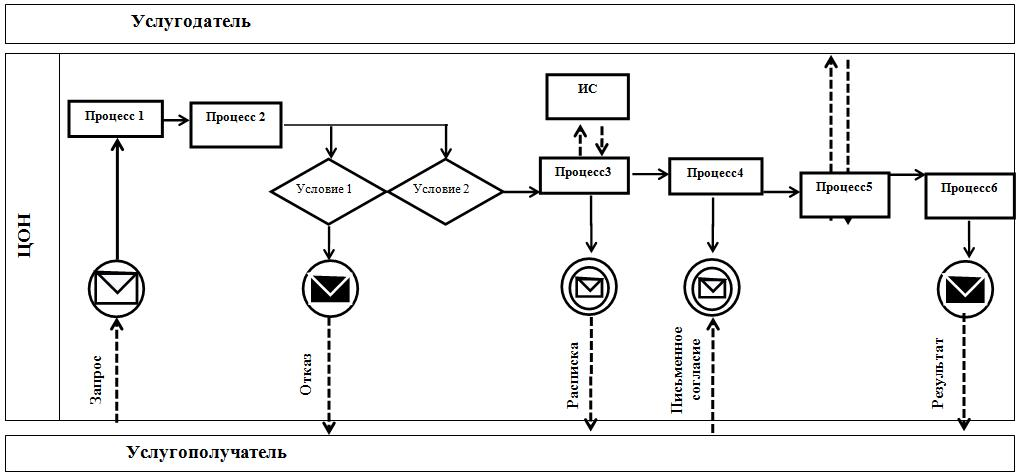 Услугодатель
ЦОН
ИС
Процесс 1
Процесс 2
Условие 1
Условие 2
Процесс3
Процесс4
Процесс5
Процесс6
Запрос
Отказ
Расписка
Письменное
согласие
Результат
Услугополучатель